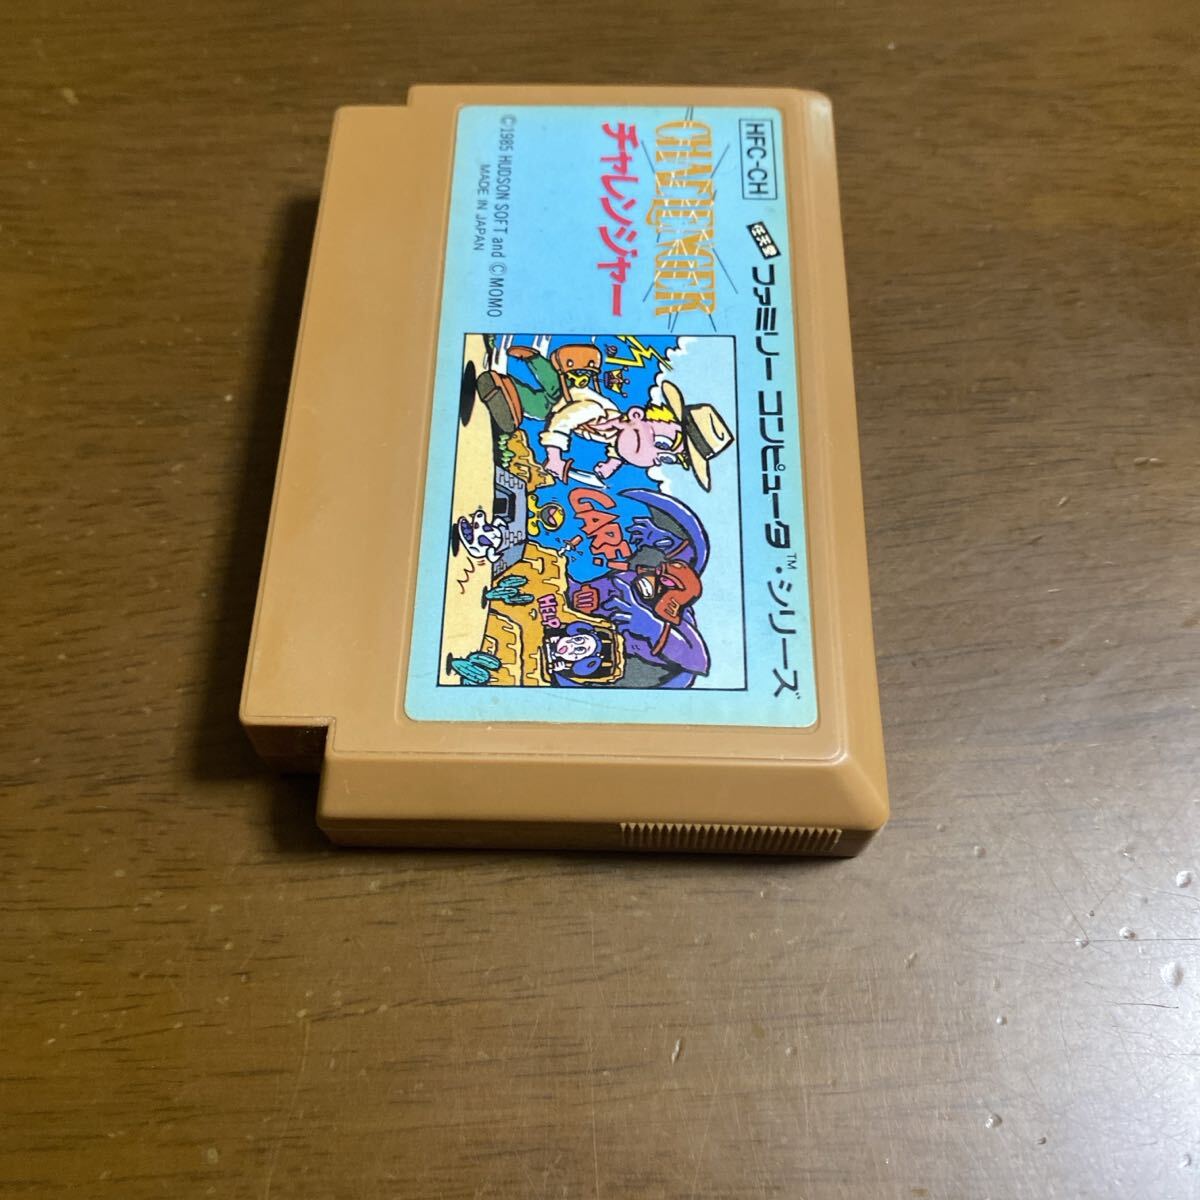 HFC-CH
任天堂 ファミリー コンピュータ™・シリーズ
CHALLENGER
チャレンジャー
©1985 HUDSON SOFT and ©MOMO
MADE IN JAPAN
CARE!
HELP